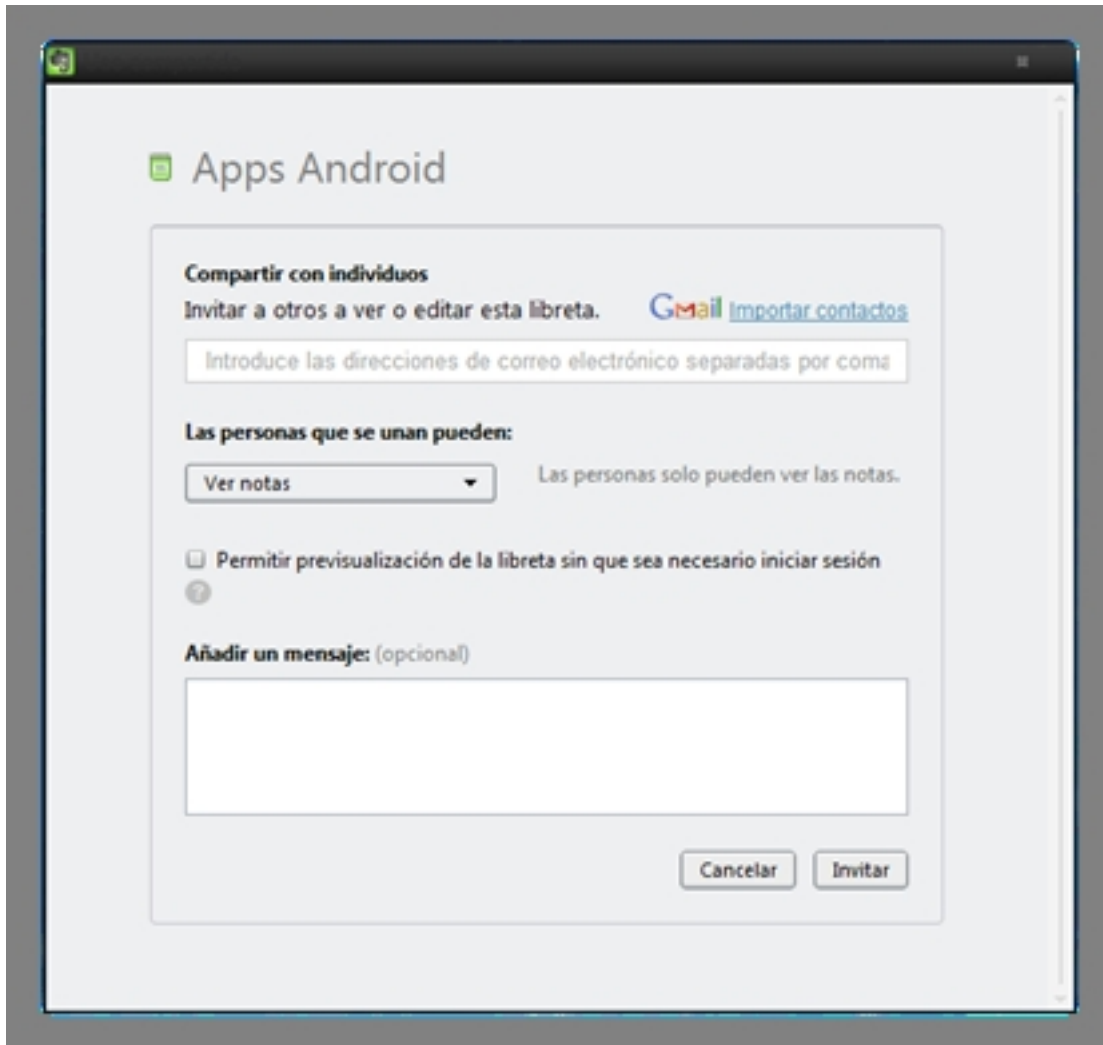 Apps Android
Compartir con individuos
Invitar a otros a ver o editar esta libreta. Gmail Importar contactos
Introduce las direcciones de correo electrónico separadas por coma
Las personas que se unan pueden:
Ver notas Las personas solo pueden ver las notas.
Permitir previsualización de la libreta sin que sea necesario iniciar sesión
?
Añadir un mensaje: (opcional)
Cancelar Invitar